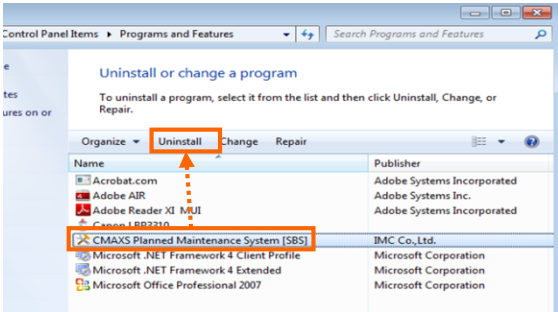 Control Panel Items ▸ Programs and Features
Search Programs and Features
e
Uninstall or change a program
tes
ures on or
To uninstall a program, select it from the list and then click Uninstall, Change, or
Repair.
Organize Uninstall Change Repair
Name Publisher
Acrobat.com Adobe Systems Incorporated
Adobe AIR Adobe Systems Inc.
Adobe Reader XI MUI Adobe Systems Incorporated
Canon LBP3310
CMAXS Planned Maintenance System [SBS] IMC Co.,Ltd.
Microsoft .NET Framework 4 Client Profile Microsoft Corporation
Microsoft .NET Framework 4 Extended Microsoft Corporation
Microsoft Office Professional 2007 Microsoft Corporation